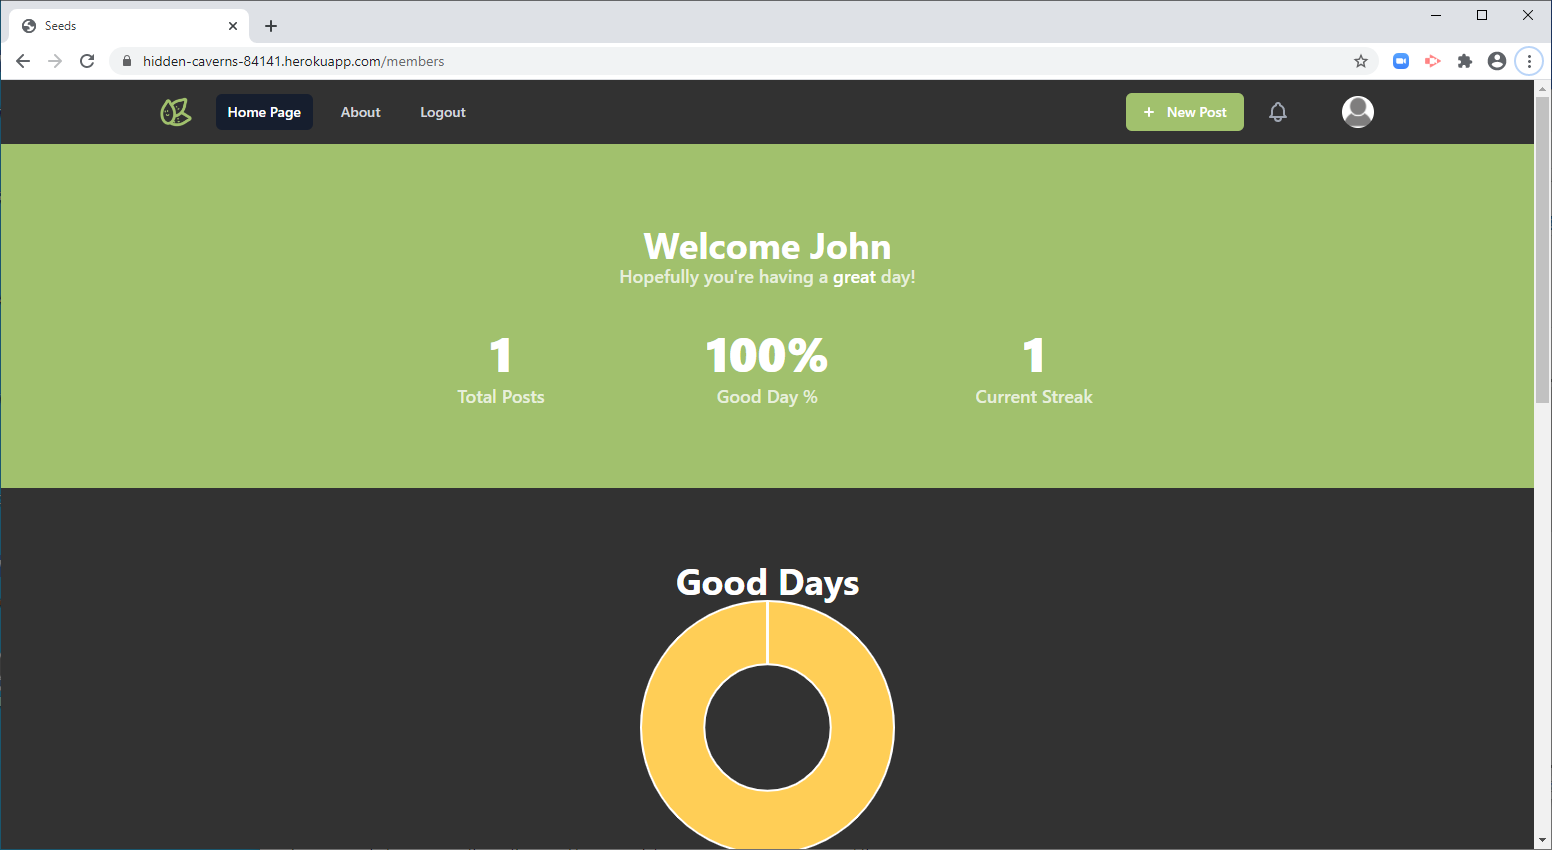 Seeds
hidden-caverns-84141.herokuapp.com/members
Home Page About Logout + New Post
Welcome John
Hopefully you're having a great day!
1 100% 1
Total Posts Good Day % Current Streak
Good Days